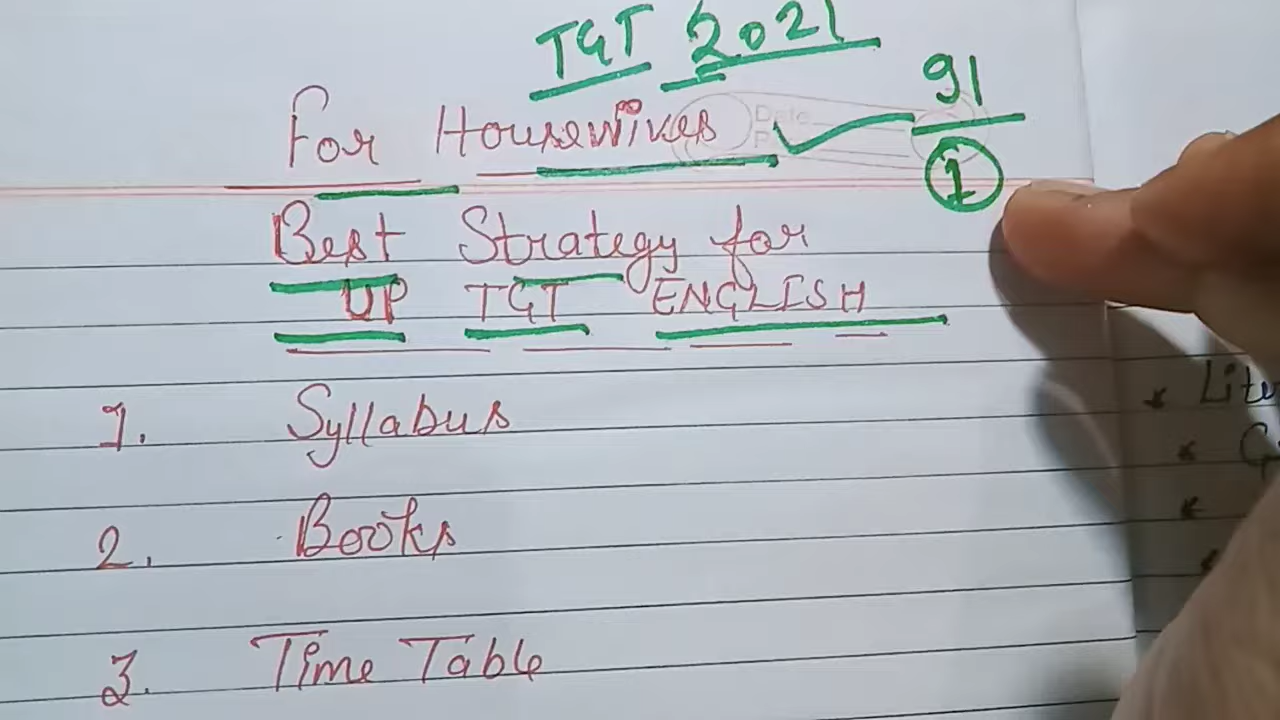 TGT 2021
91
For Housewives
1
Best Strategy for
UP TGT ENGLISH
1. Syllabus
2. Books
3. Time Table